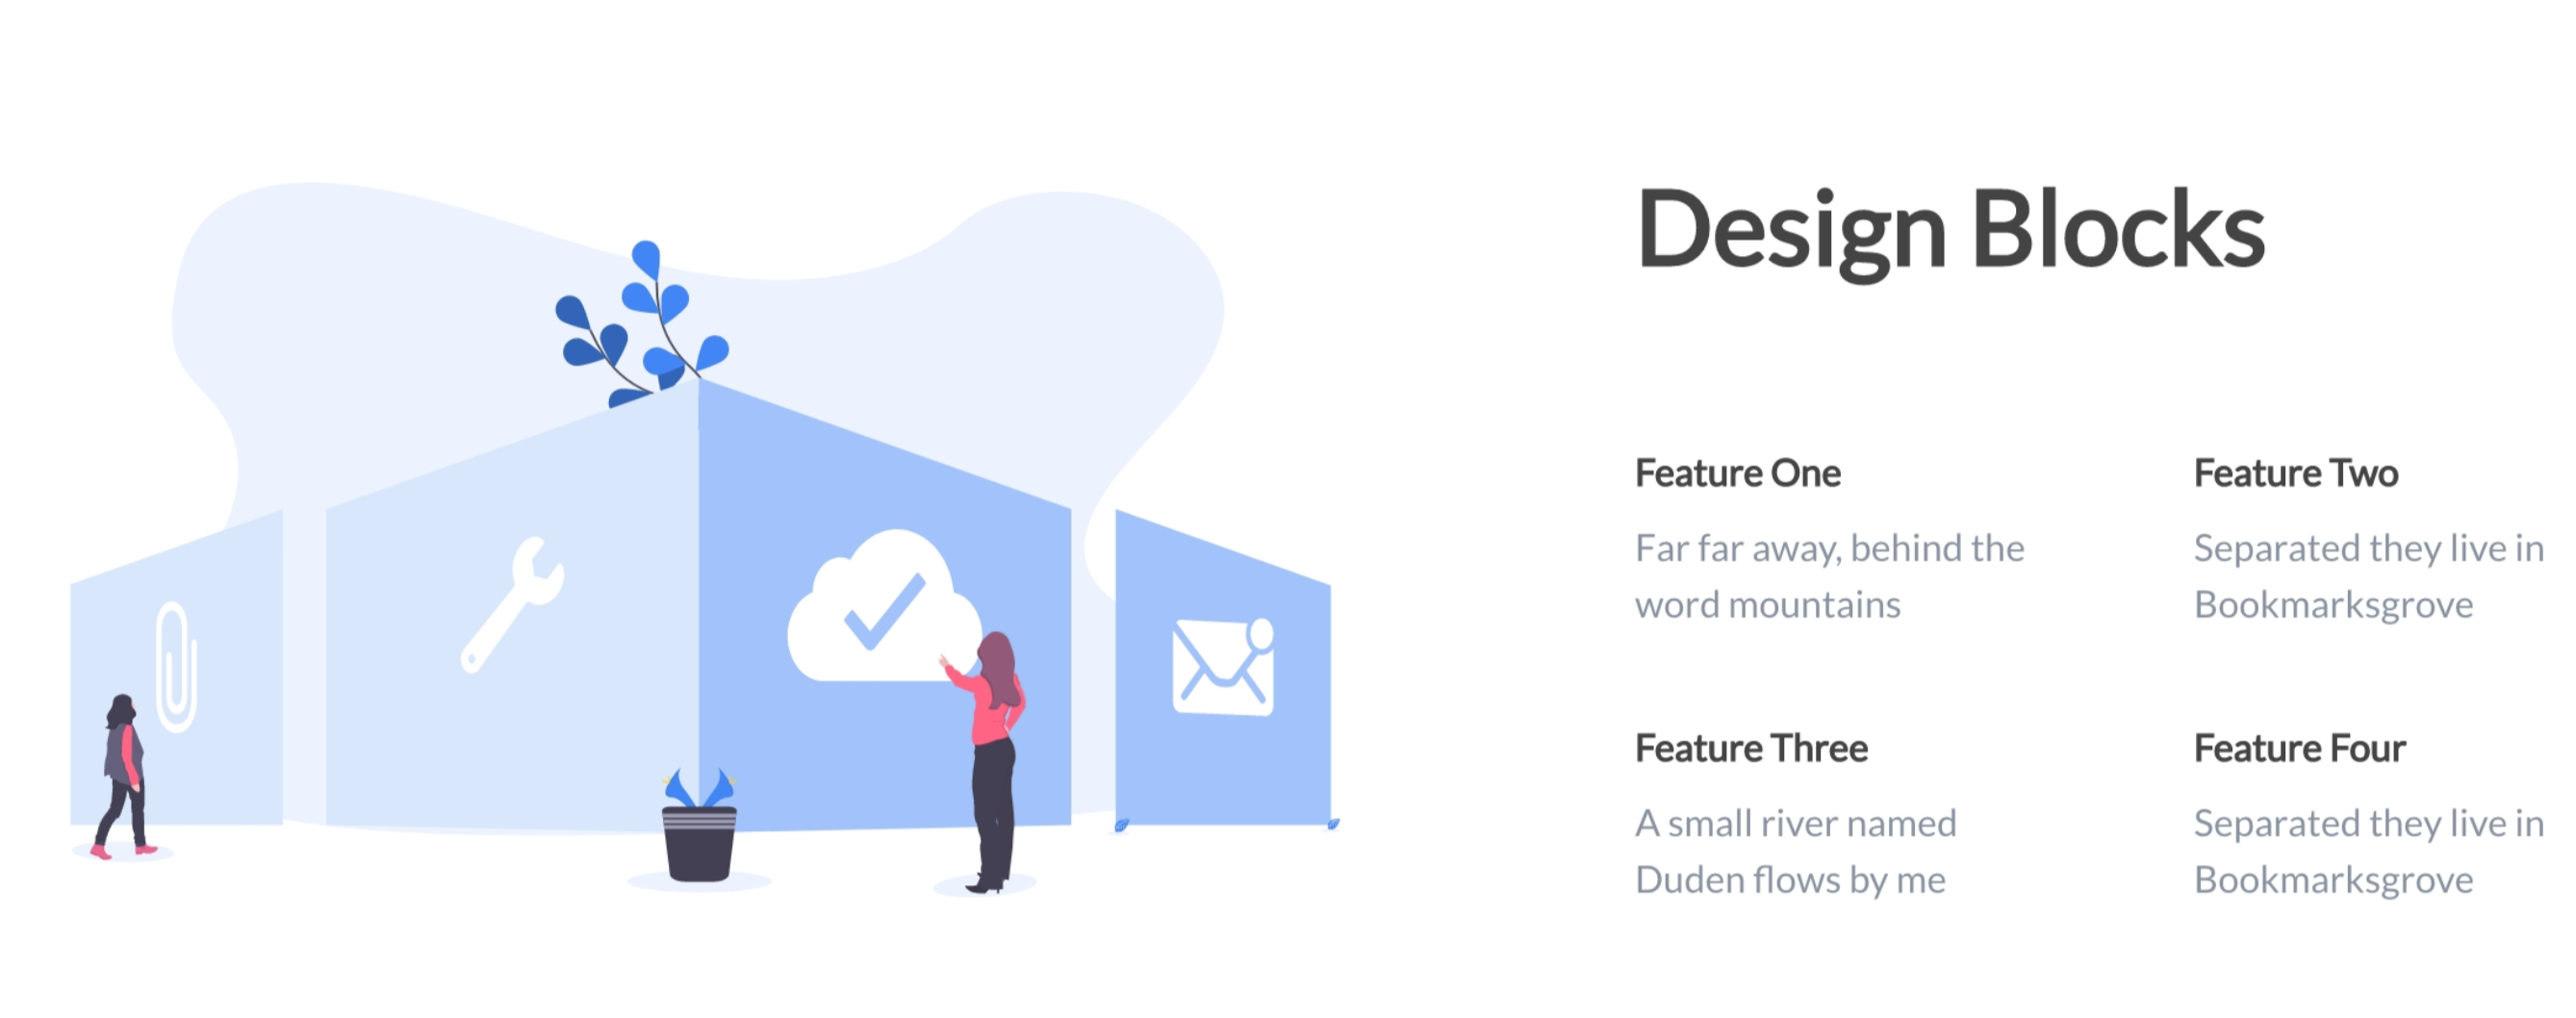 Design Blocks
Feature One
Far far away, behind the
word mountains
Feature Two
Separated they live in
Bookmarksgrove
Feature Three
A small river named
Duden flows by me
Feature Four
Separated they live in
Bookmarksgrove